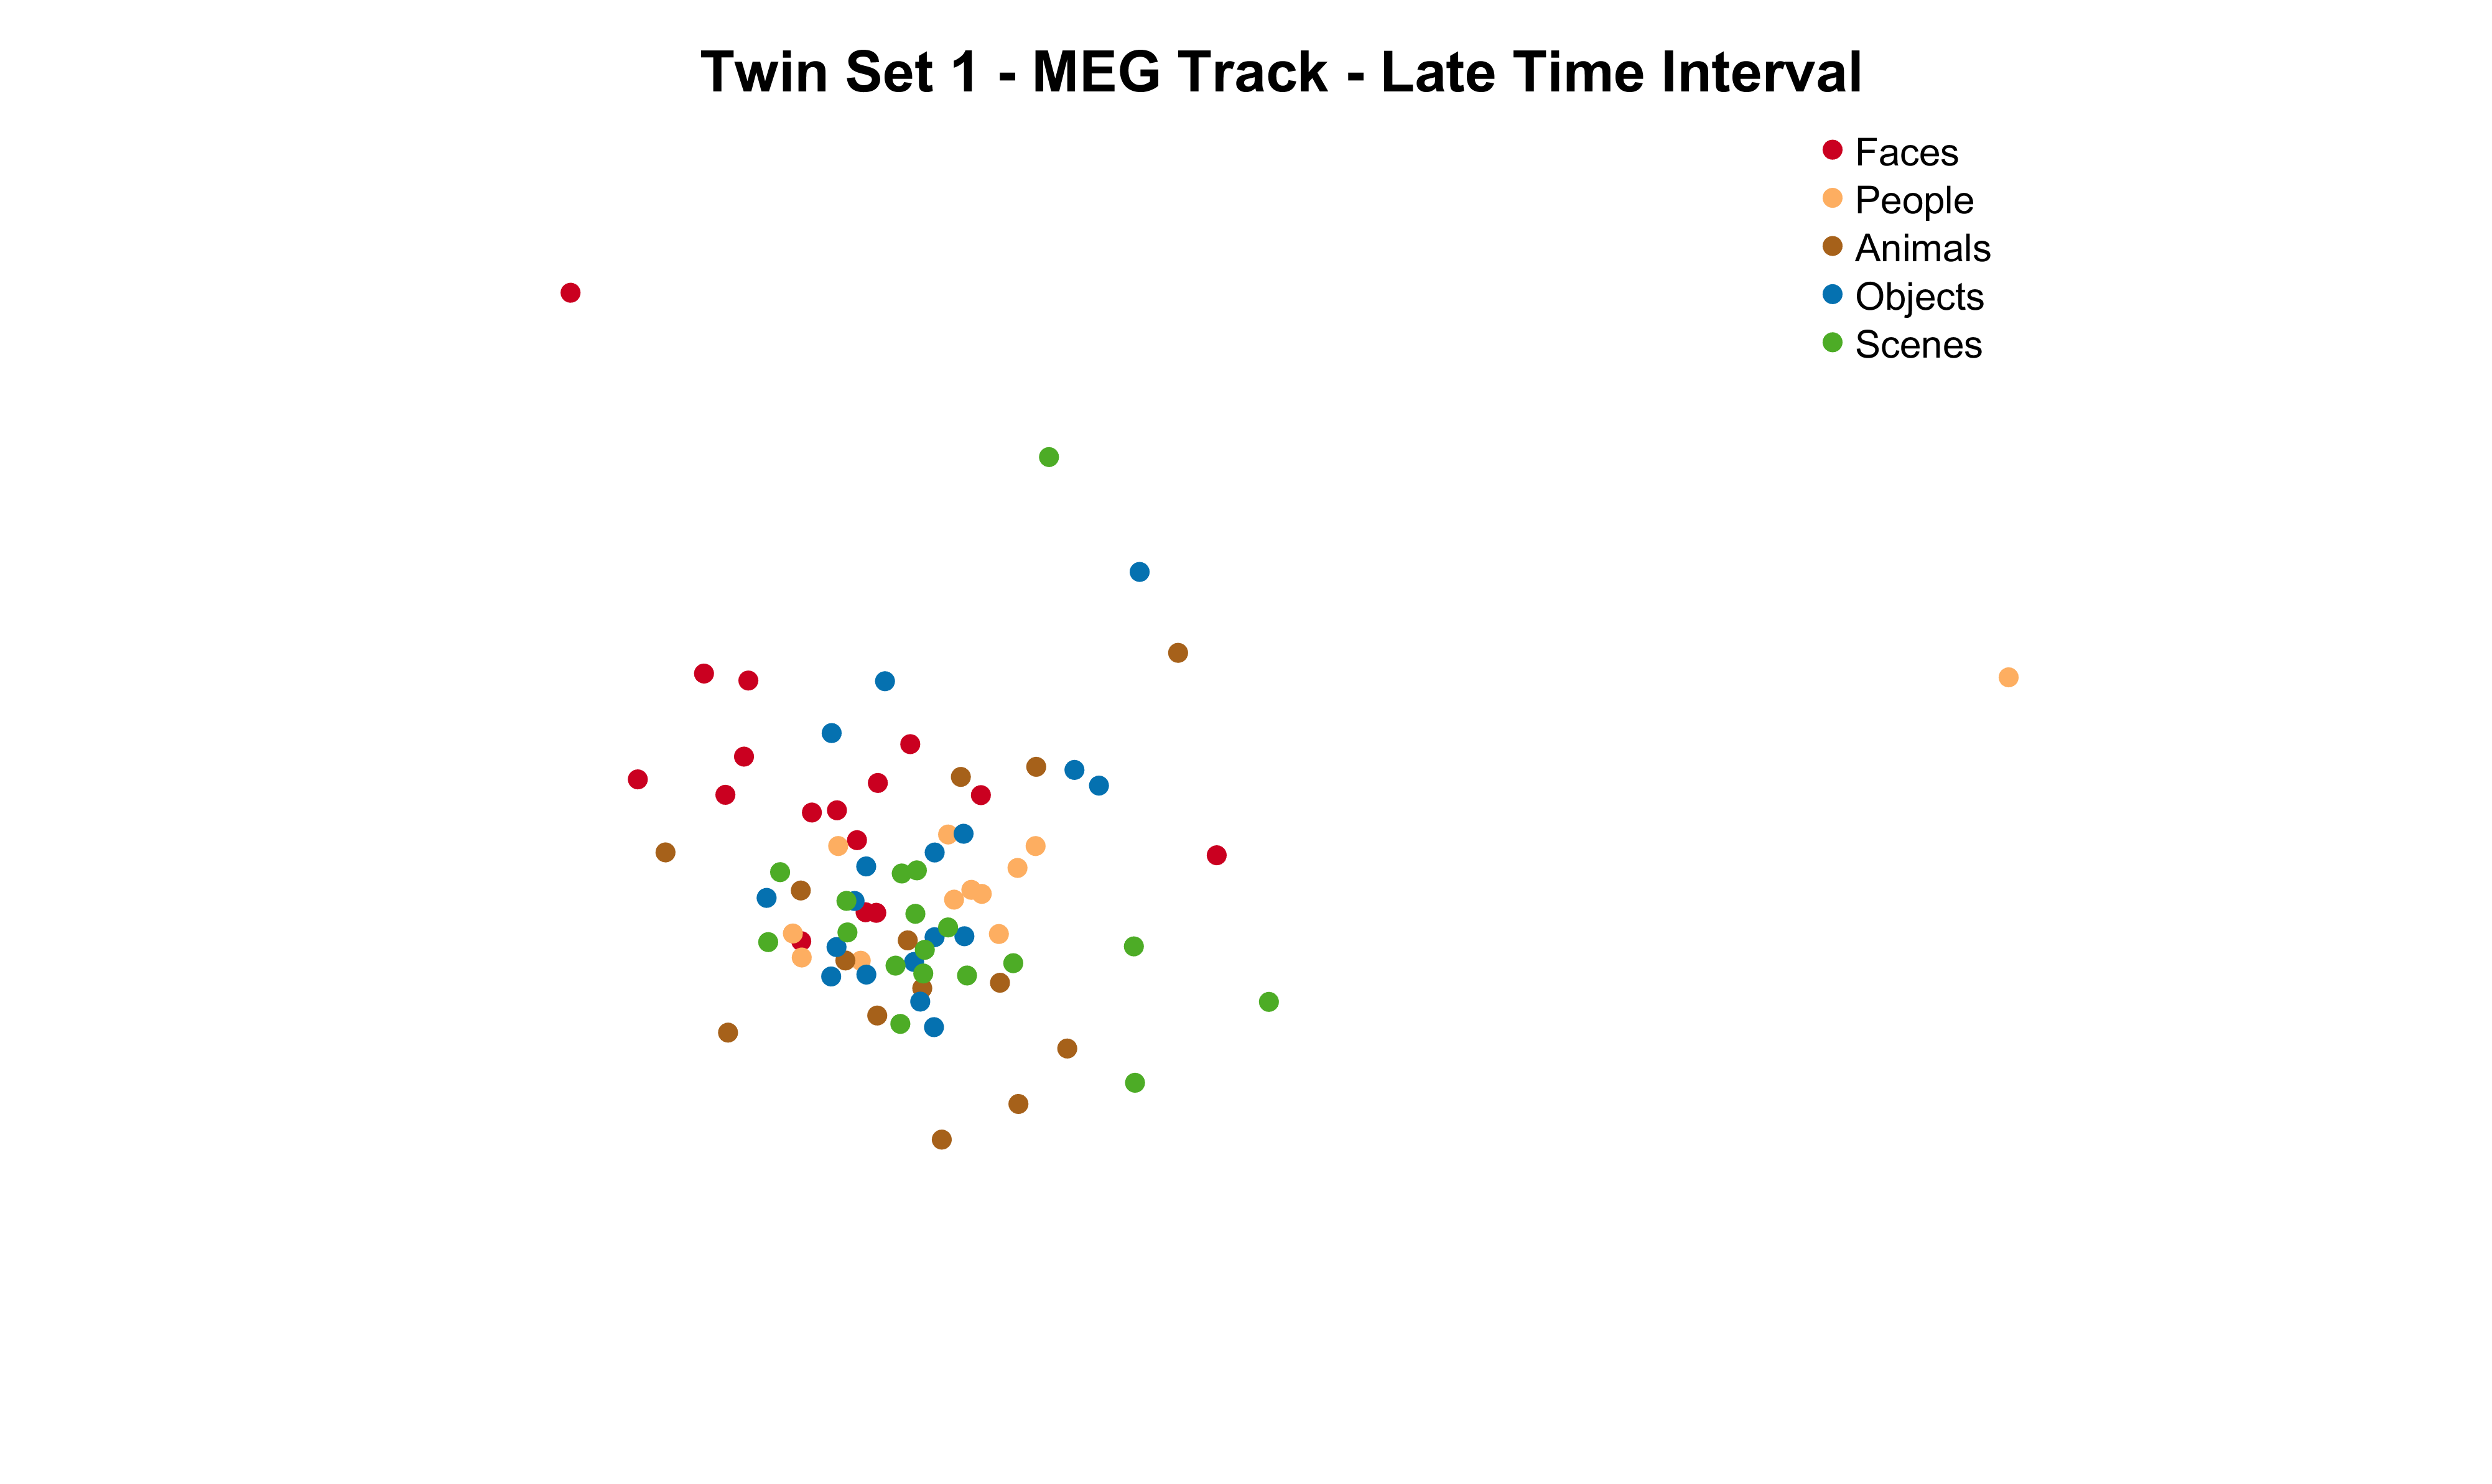 Twin Set 1 - MEG Track - Late Time Interval
Faces
People
Animals
Objects
Scenes